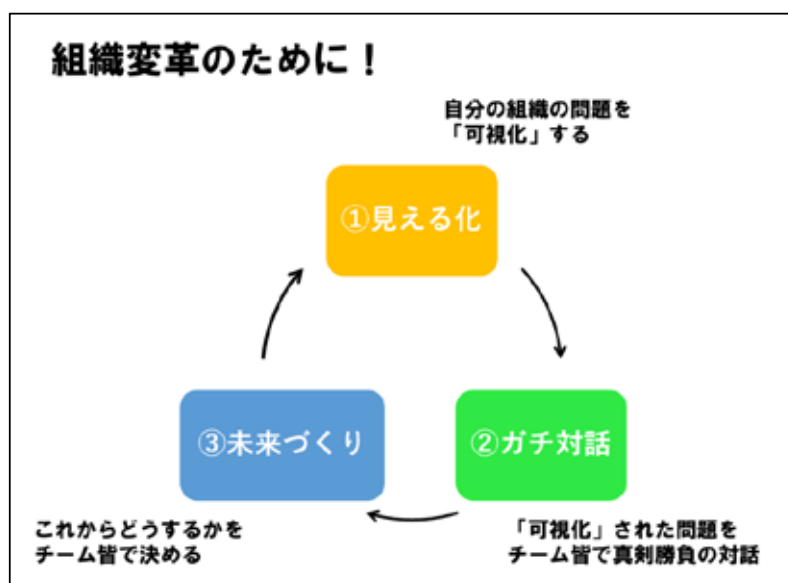 組織変革のために！
自分の組織の問題を
「可視化」する
①見える化
③未来づくり
②ガチ対話
これからどうするかを
チーム皆で決める
「可視化」された問題を
チーム皆で真剣勝負の対話